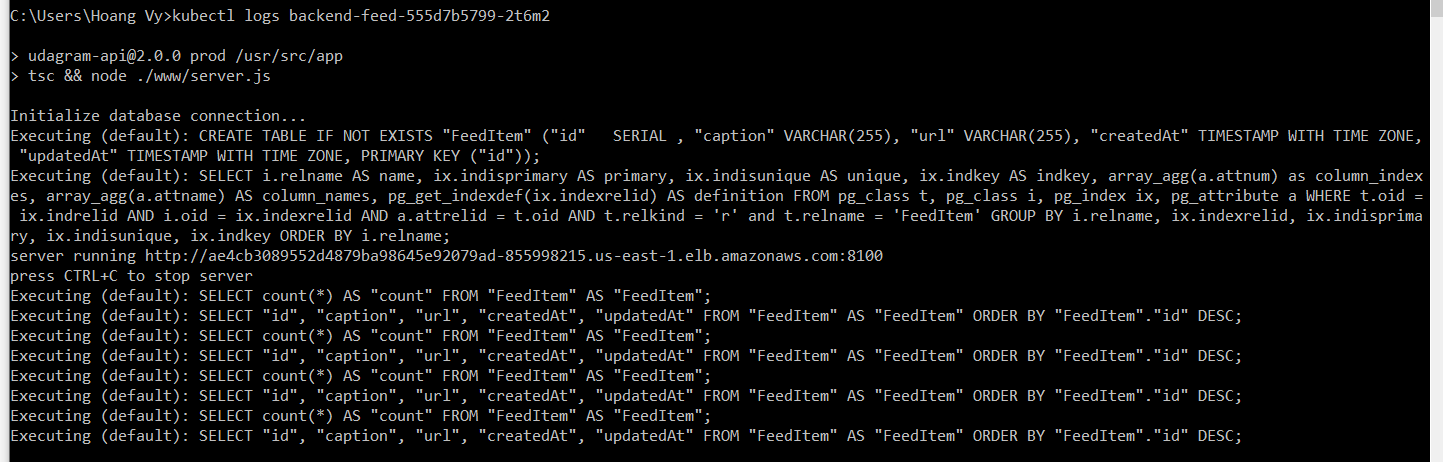 C:\Users\Hoang Vy>kubectl logs backend-feed-555d7b5799-2t6m2
> udagram-api@2.0.0 prod /usr/src/app
> tsc && node ./www/server.js
Initialize database connection...
Executing (default): CREATE TABLE IF NOT EXISTS "FeedItem" ("id"   SERIAL , "caption" VARCHAR(255), "url" VARCHAR(255), "createdAt" TIMESTAMP WITH TIME ZONE,
 "updatedAt" TIMESTAMP WITH TIME ZONE, PRIMARY KEY ("id"));
Executing (default): SELECT i.relname AS name, ix.indisprimary AS primary, ix.indisunique AS unique, ix.indkey AS indkey, array_agg(a.attnum) as column_index
es, array_agg(a.attname) AS column_names, pg_get_indexdef(ix.indexrelid) AS definition FROM pg_class t, pg_class i, pg_index ix, pg_attribute a WHERE t.oid =
 ix.indrelid AND i.oid = ix.indexrelid AND a.attrelid = t.oid AND t.relkind = 'r' and t.relname = 'FeedItem' GROUP BY i.relname, ix.indexrelid, ix.indisprima
ry, ix.indisunique, ix.indkey ORDER BY i.relname;
server running http://ae4cb3089552d4879ba98645e92079ad-855998215.us-east-1.elb.amazonaws.com:8100
press CTRL+C to stop server
Executing (default): SELECT count(*) AS "count" FROM "FeedItem" AS "FeedItem";
Executing (default): SELECT "id", "caption", "url", "createdAt", "updatedAt" FROM "FeedItem" AS "FeedItem" ORDER BY "FeedItem"."id" DESC;
Executing (default): SELECT count(*) AS "count" FROM "FeedItem" AS "FeedItem";
Executing (default): SELECT "id", "caption", "url", "createdAt", "updatedAt" FROM "FeedItem" AS "FeedItem" ORDER BY "FeedItem"."id" DESC;
Executing (default): SELECT count(*) AS "count" FROM "FeedItem" AS "FeedItem";
Executing (default): SELECT "id", "caption", "url", "createdAt", "updatedAt" FROM "FeedItem" AS "FeedItem" ORDER BY "FeedItem"."id" DESC;
Executing (default): SELECT count(*) AS "count" FROM "FeedItem" AS "FeedItem";
Executing (default): SELECT "id", "caption", "url", "createdAt", "updatedAt" FROM "FeedItem" AS "FeedItem" ORDER BY "FeedItem"."id" DESC;